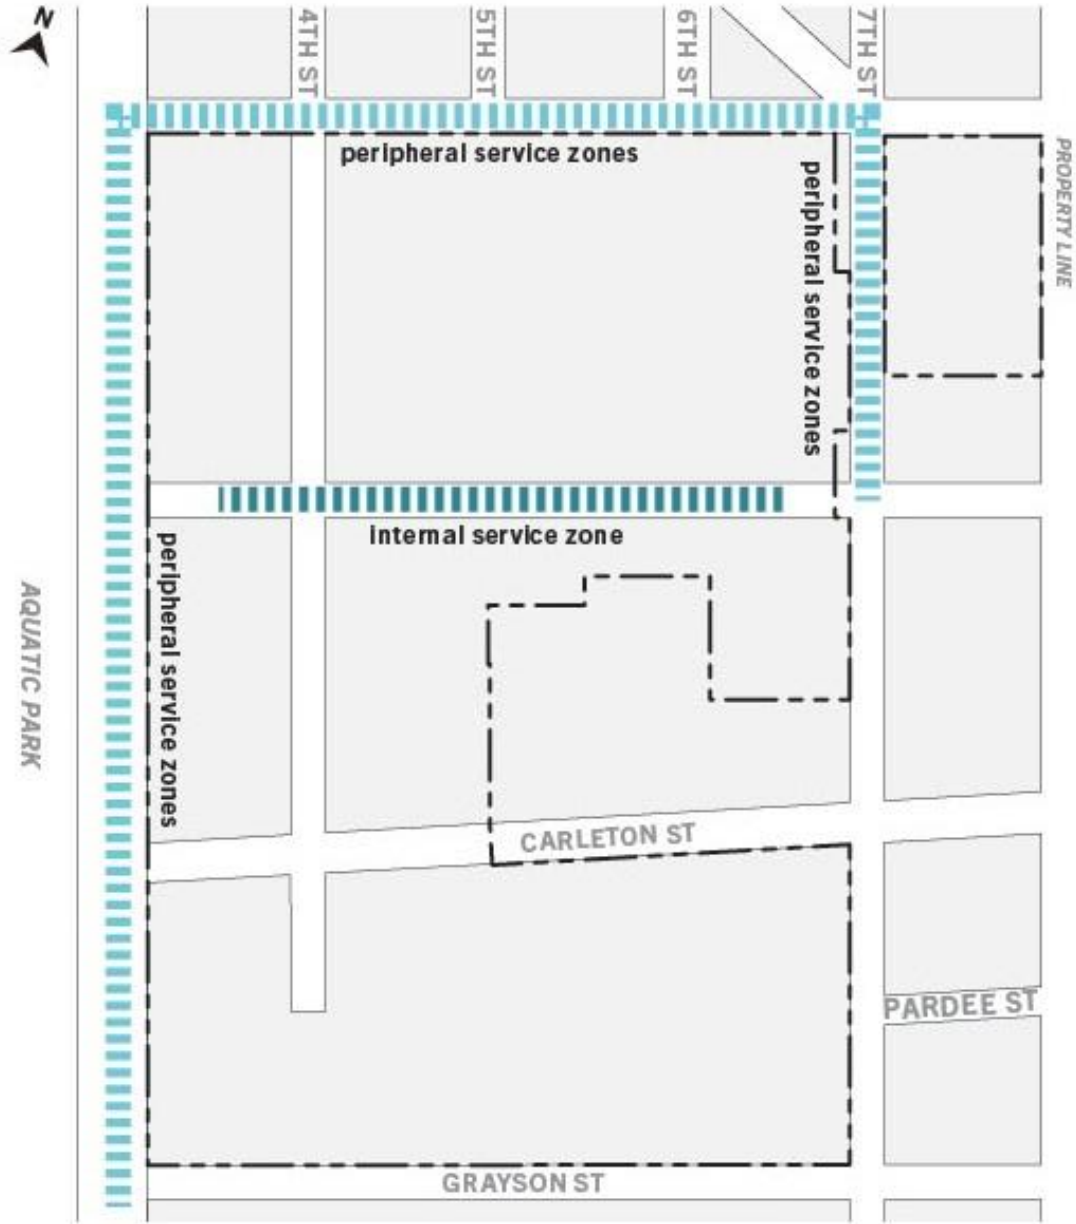 N
4TH ST
5TH ST
6TH ST
7TH ST
peripheral service zones
peripheral service zones
PROPERTY LINE
internal service zone
peripheral service zones
AQUATIC PARK
CARLETON ST
PARDEE ST
GRAYSON ST